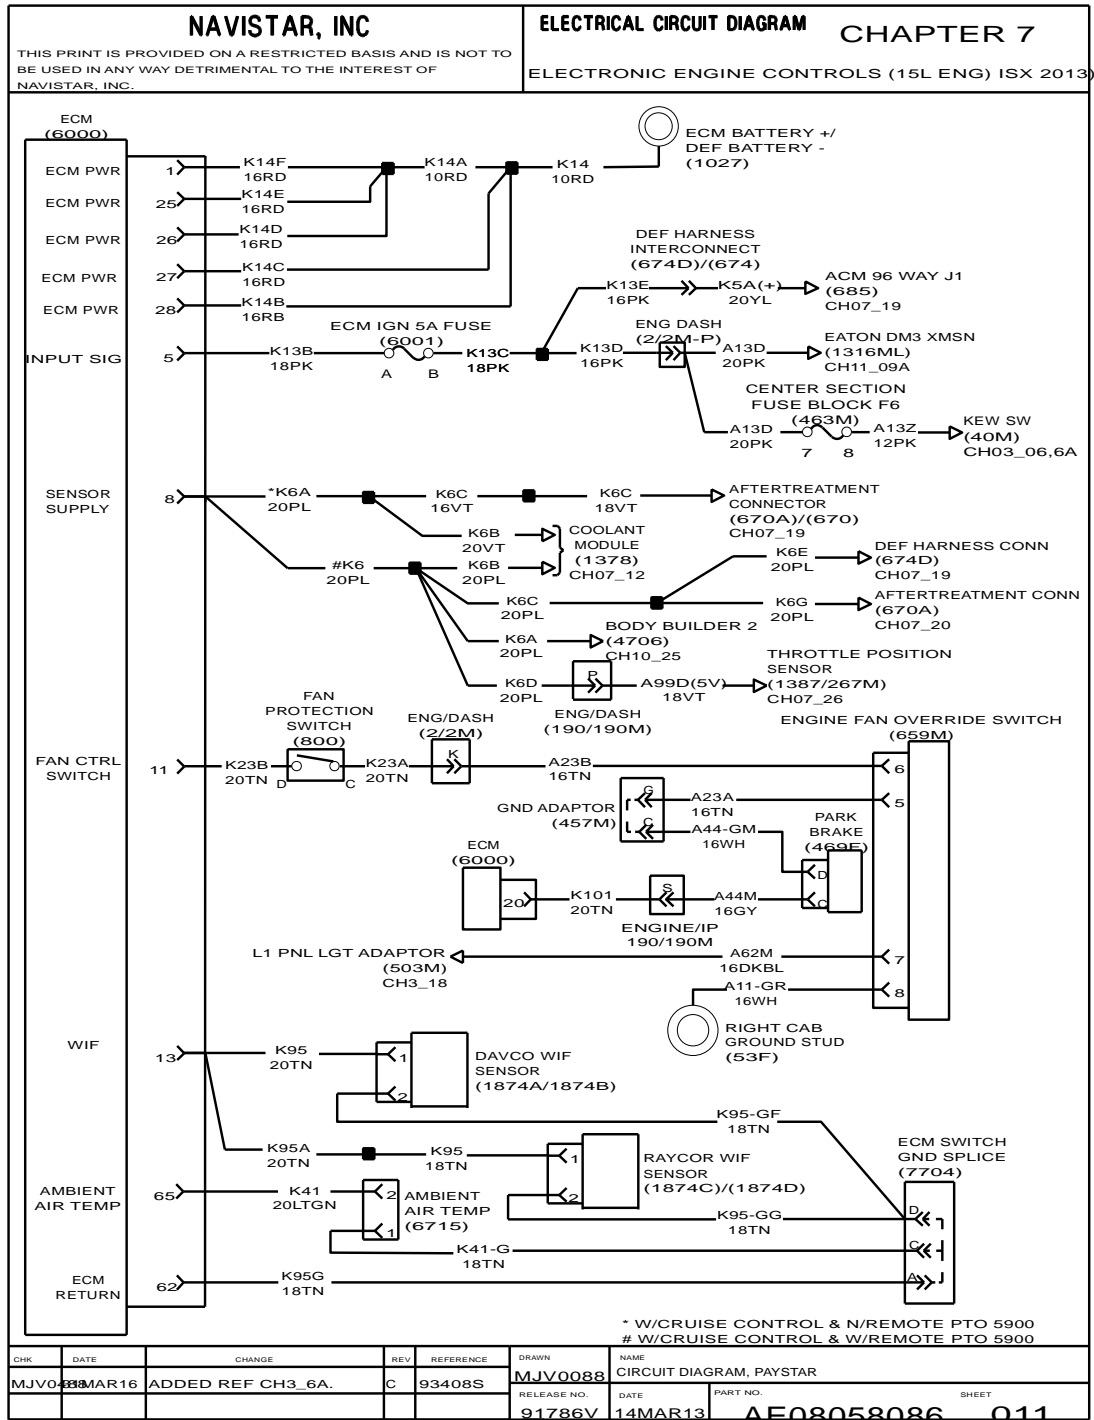 NAVISTAR, INC
THIS PRINT IS PROVIDED ON A RESTRICTED BASIS AND IS NOT TO
BE USED IN ANY WAY DETRIMENTAL TO THE INTEREST OF
NAVISTAR, INC.
ELECTRICAL CIRCUIT DIAGRAM
CHAPTER 7
ELECTRONIC ENGINE CONTROLS (15L ENG) ISX 2013)
ECM
(6000)
ECM PWR
1
K14F
16RD
K14A
10RD
K14
10RD
ECM BATTERY +/
DEF BATTERY -
(1027)
ECM PWR
25
K14E
16RD
ECM PWR
26
K14D
16RD
ECM PWR
27
K14C
16RD
ECM PWR
28
K14B
16RB
DEF HARNESS
INTERCONNECT
(674D)/(674)
K13E
16PK
K5A(+)
20YL
ACM 96 WAY J1
(685)
CH07_19
INPUT SIG
5
K13B
18PK
ECM IGN 5A FUSE
(6001)
A
B
K13C
18PK
K13D
16PK
ENG DASH
(2/2M-P)
A13D
20PK
EATON DM3 XMSN
(1316ML)
CH11_09A
CENTER SECTION
FUSE BLOCK F6
(463M)
A13D
20PK
7
8
A13Z
12PK
KEW SW
(40M)
CH03_06,6A
SENSOR
SUPPLY
8
*K6A
20PL
K6C
16VT
K6C
18VT
AFTERTREATMENT
CONNECTOR
(670A)/(670)
CH07_19
K6B
20VT
COOLANT
MODULE
(1378)
CH07_12
#K6
20PL
K6B
20PL
K6E
20PL
DEF HARNESS CONN
(674D)
CH07_19
K6C
20PL
K6G
20PL
AFTERTREATMENT CONN
(670A)
CH07_20
K6A
20PL
BODY BUILDER 2
(4706)
CH10_25
K6D
20PL
P
ENG/DASH
(190/190M)
A99D(5V)
18VT
THROTTLE POSITION
SENSOR
(1387/267M)
CH07_26
FAN CTRL
SWITCH
11
K23B
20TN
FAN
PROTECTION
SWITCH
(800)
D
C
K23A
20TN
ENG/DASH
(2/2M)
K
A23B
16TN
ENGINE FAN OVERRIDE SWITCH
(659M)
6
GND ADAPTOR
(457M)
G
A23A
16TN
5
C
A44-GM
16WH
PARK
BRAKE
(469F)
D
C
ECM
(6000)
20
K101
20TN
S
ENGINE/IP
190/190M
A44M
16GY
L1 PNL LGT ADAPTOR
(503M)
CH3_18
A62M
16DKBL
7
A11-GR
16WH
8
RIGHT CAB
GROUND STUD
(53F)
WIF
13
K95
20TN
1
2
DAVCO WIF
SENSOR
(1874A/1874B)
K95-GF
18TN
K95A
20TN
K95
18TN
1
2
RAYCOR WIF
SENSOR
(1874C)/(1874D)
K95-GG
18TN
ECM SWITCH
GND SPLICE
(7704)
D
C
A
AMBIENT
AIR TEMP
65
K41
20LTGN
2
1
AMBIENT
AIR TEMP
(6715)
K41-G
18TN
ECM
RETURN
62
K95G
18TN
* W/CRUISE CONTROL & N/REMOTE PTO 5900
# W/CRUISE CONTROL & W/REMOTE PTO 5900
CHK DATE CHANGE REV REFERENCE
ADDED REF CH3_6A. C 93408S
DRAWN
MJV0088
NAME
CIRCUIT DIAGRAM, PAYSTAR
RELEASE NO.
91786V
DATE
14MAR13
PART NO.
AE08058086
SHEET
011